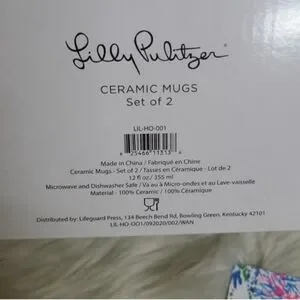 Lilly Pulitzer
CERAMIC MUGS
Set of 2
LIL-HO-001
Made in China / Fabriqué en Chine
Ceramic Mugs - Set of 2 / Tasses en Céramique - Lot de 2
12 fl oz / 355 ml
Microwave and Dishwasher Safe / Va au à Micro-ondes et au Lave-vaisselle
Material - 100% Ceramic / 100% Céramique
Distributed by: Lifeguard Press, 134 Beech Bend Rd, Bowling Green, Kentucky 42101
LIL-HO-001/092020/002/WAN